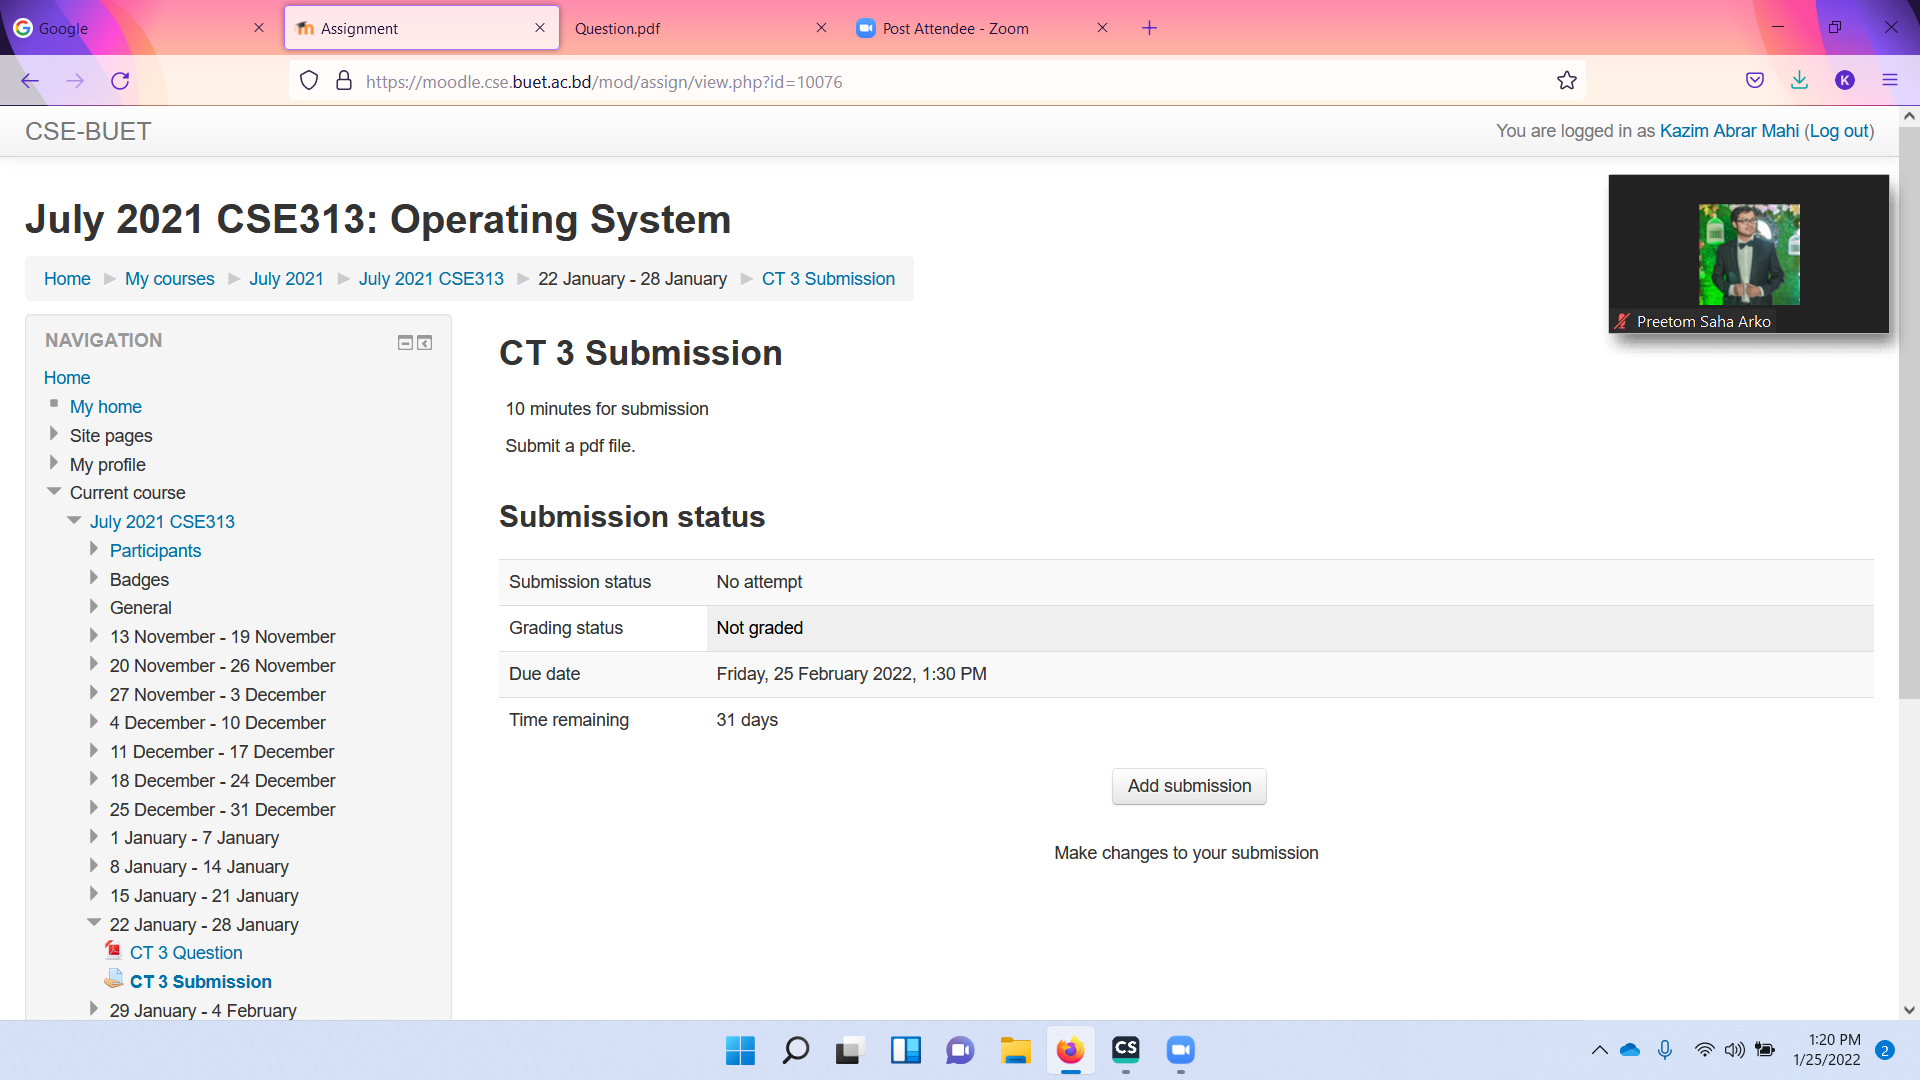 Google
Assignment
Question.pdf
Post Attendee - Zoom
https://moodle.cse.buet.ac.bd/mod/assign/view.php?id=10076
K
CSE-BUET
You are logged in as Kazim Abrar Mahi (Log out)
July 2021 CSE313: Operating System
Preetom Saha Arko
Home My courses July 2021 July 2021 CSE313 22 January - 28 January CT 3 Submission
NAVIGATION
Home
My home
Site pages
My profile
Current course
July 2021 CSE313
Participants
Badges
General
13 November - 19 November
20 November - 26 November
27 November - 3 December
4 December - 10 December
11 December - 17 December
18 December - 24 December
25 December - 31 December
1 January - 7 January
8 January - 14 January
15 January - 21 January
22 January - 28 January
CT 3 Question
CT 3 Submission
29 January - 4 February
CT 3 Submission
10 minutes for submission
Submit a pdf file.
Submission status
Submission status No attempt
Grading status Not graded
Due date Friday, 25 February 2022, 1:30 PM
Time remaining 31 days
Add submission
Make changes to your submission
CS
1:20 PM
1/25/2022
2